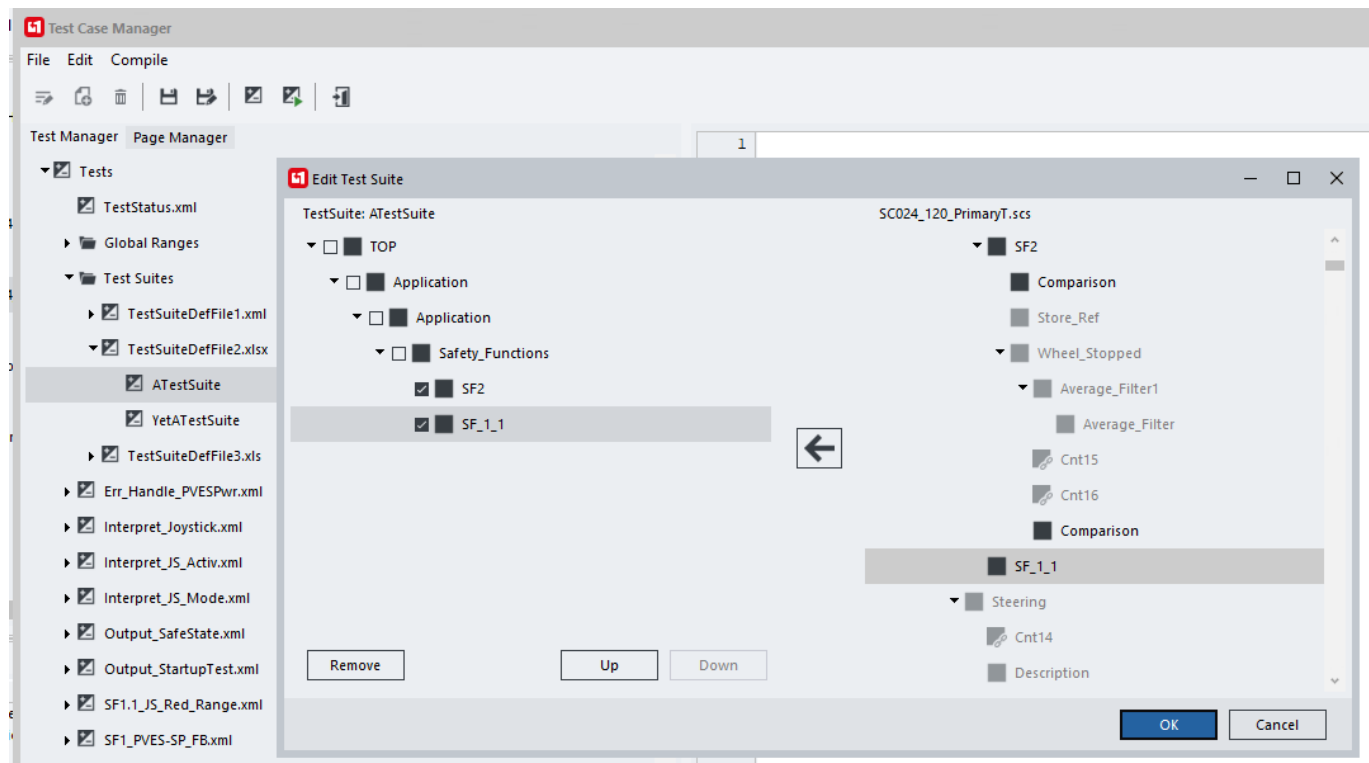 Test Case Manager
File Edit Compile
Test Manager Page Manager
1
Tests
TestStatus.xml
Global Ranges
Test Suites
TestSuiteDefFile1.xml
TestSuiteDefFile2.xlsx
ATestSuite
YetATestSuite
TestSuiteDefFile3.xls
Err_Handle_PVESPwr.xml
Interpret_Joystick.xml
Interpret_JS_Activ.xml
Interpret_JS_Mode.xml
Output_SafeState.xml
Output_StartupTest.xml
SF1.1_JS_Red_Range.xml
SF1_PVES-SP_FB.xml
Edit Test Suite
TestSuite: ATestSuite
TOP
Application
Application
Safety_Functions
SF2
SF_1_1
Remove Up Down
SC024_120_PrimaryT.scs
SF2
Comparison
Store_Ref
Wheel_Stopped
Average_Filter1
Average_Filter
Cnt15
Cnt16
Comparison
SF_1_1
Steering
Cnt14
Description
OK Cancel